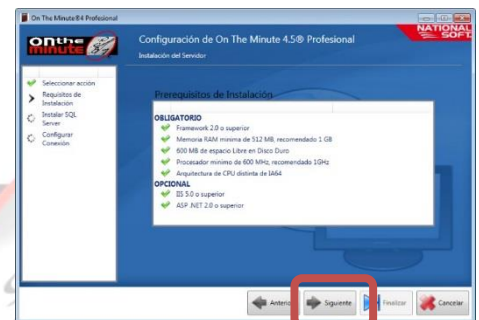 On The Minute®4 Profesional
ONthe
minute
Configuración de On The Minute 4.5® Profesional
Instalación del Servidor
NATIONAL
SOFT
Seleccionar acción
Requisitos de
Instalación
Instalar SQL
Server
Configurar
Conexión
Prerequisitos de Instalación
OBLIGATORIO
Framework 2.0 o superior
Memoria RAM minimo de 512 MB, recomendado 1 GB
600 MB de espacio Libre en Disco Duro
Procesador minimo de 600 MHz, recomendado 1GHz
Arquitectura de CPU distinta de IA64
OPCIONAL
IIS 5.0 o superior
ASP .NET 2.0 o superior
Anterior
Siguiente
Finalizar
Cancelar